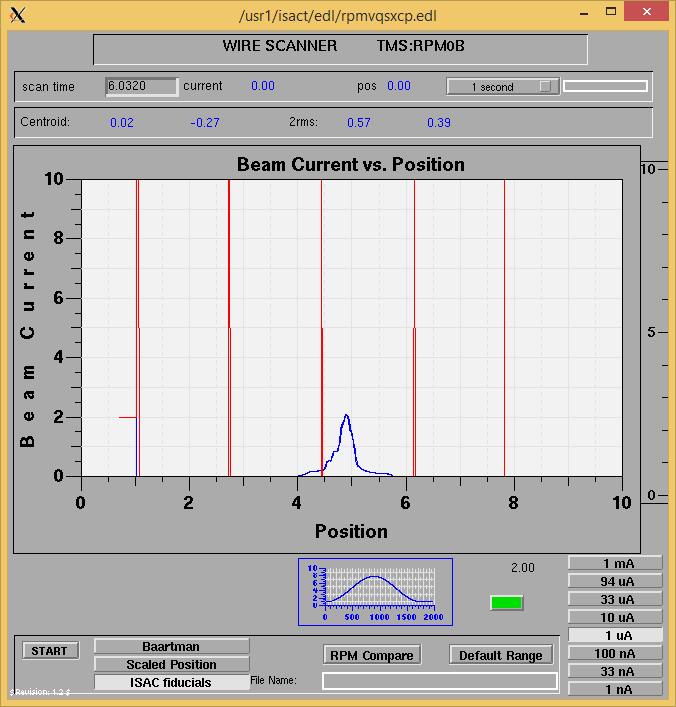 /usr1/isact/edl/rpmvqsxcp.edl
WIRE SCANNER TMS:RPM0B
scan time 6.0320 current 0.00 pos 0.00 1 second
Centroid: 0.02 -0.27 2rms: 0.57 0.39
Beam Current vs. Position
Beam Current
10
8
6
4
2
0
0 2 4 6 8 10
Position
10
5
0
10
8
6
4
2
0
0 500 1000 1500 2000
2.00
1 mA
94 uA
33 uA
10 uA
1 uA
100 nA
33 nA
1 nA
START
Baartman
Scaled Position
ISAC fiducials
RPM Compare
Default Range
File Name:
$Revision: 1.2 $